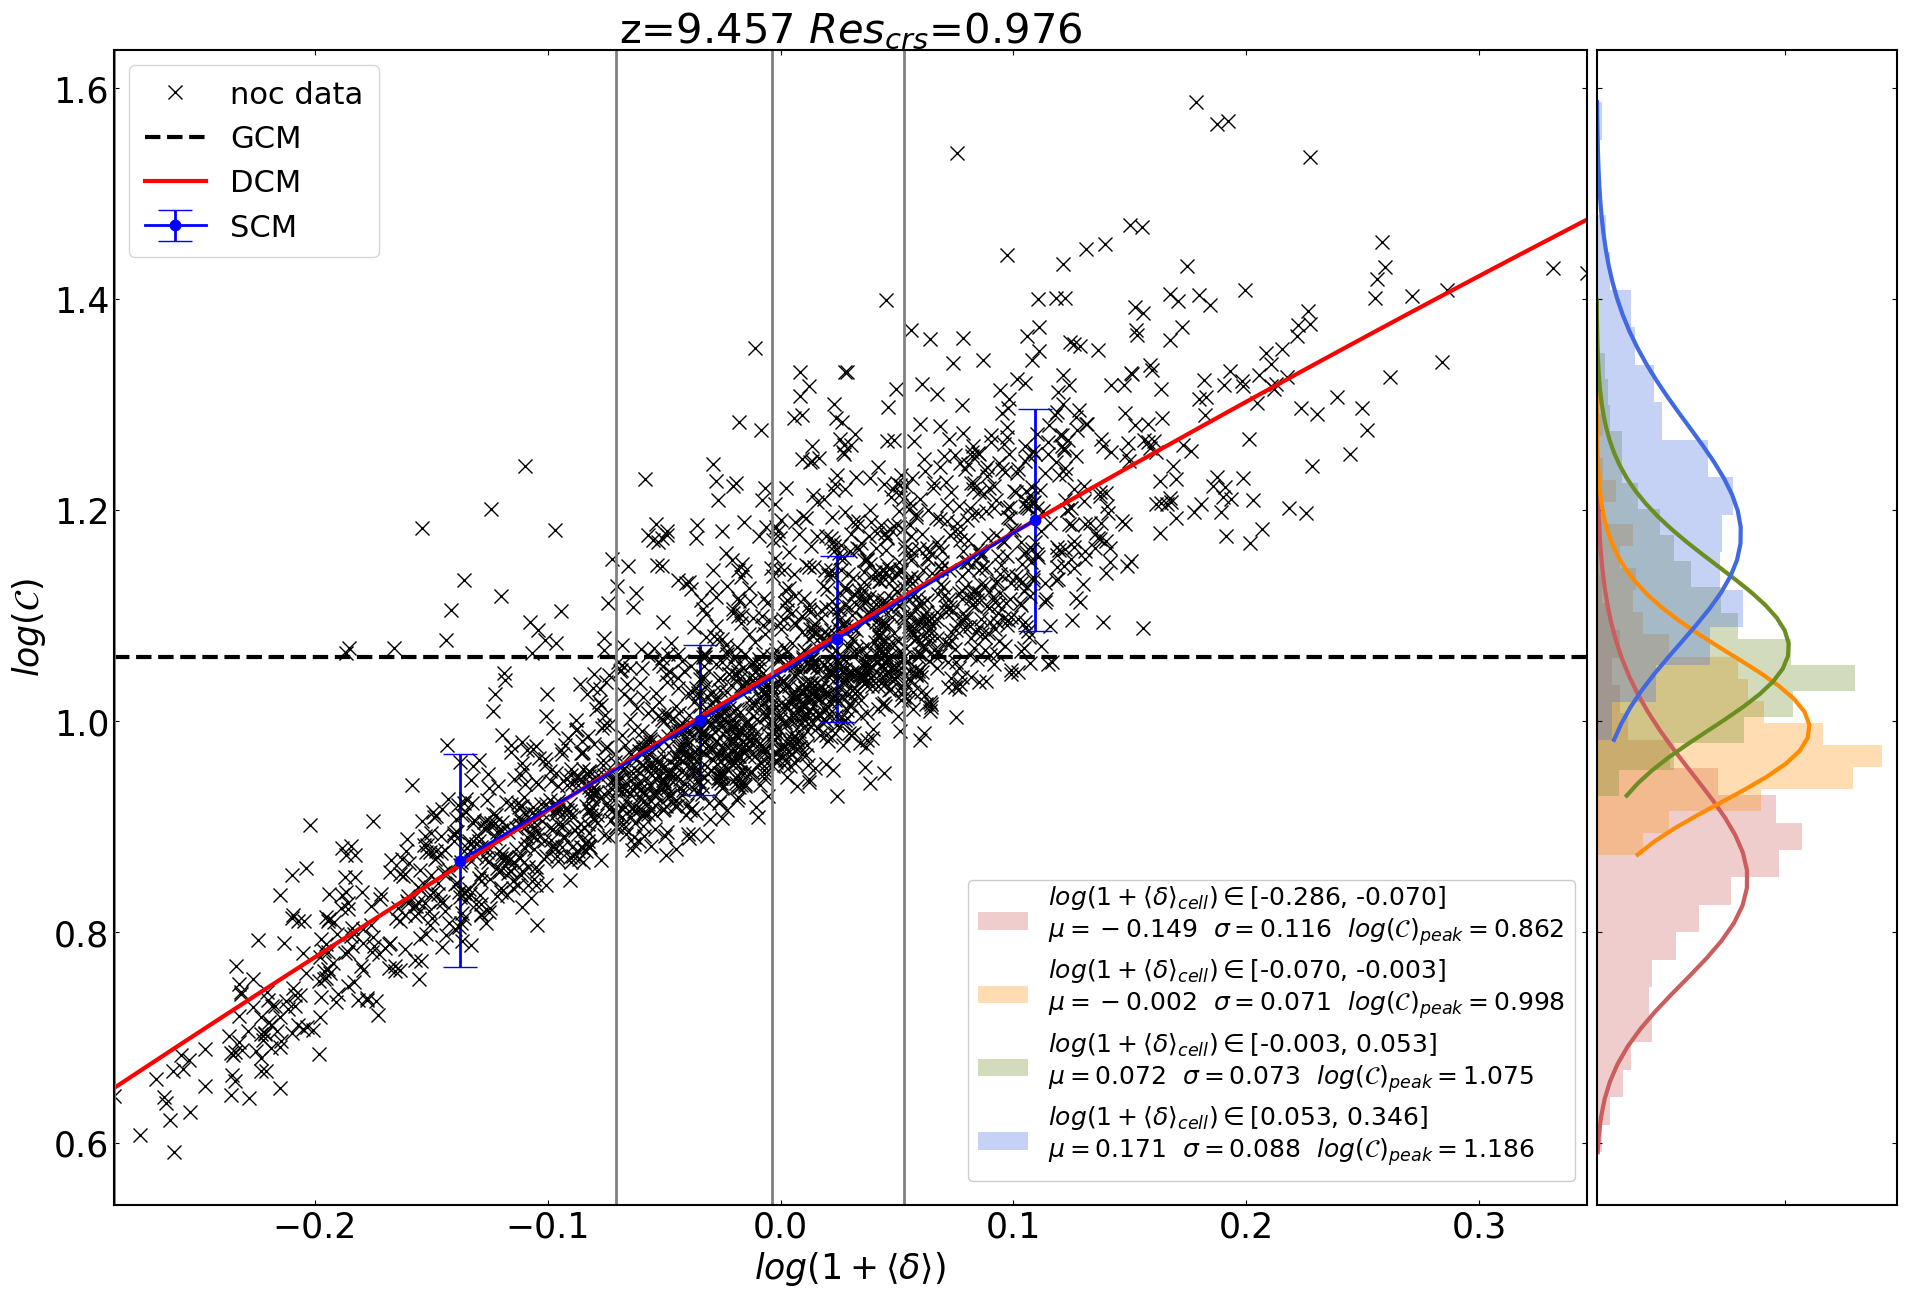 z=9.457 Res_crs=0.976
noc data
GCM
DCM
SCM
1.6
1.4
1.2
1.0
0.8
0.6
log(𝒞)
log(1 + ⟨δ⟩_cell) ∈ [-0.286, -0.070]
μ = −0.149 σ = 0.116 log(𝒞)_peak = 0.862
log(1 + ⟨δ⟩_cell) ∈ [-0.070, -0.003]
μ = −0.002 σ = 0.071 log(𝒞)_peak = 0.998
log(1 + ⟨δ⟩_cell) ∈ [-0.003, 0.053]
μ = 0.072 σ = 0.073 log(𝒞)_peak = 1.075
log(1 + ⟨δ⟩_cell) ∈ [0.053, 0.346]
μ = 0.171 σ = 0.088 log(𝒞)_peak = 1.186
−0.2 −0.1 0.0 0.1 0.2 0.3
log(1 + ⟨δ⟩)